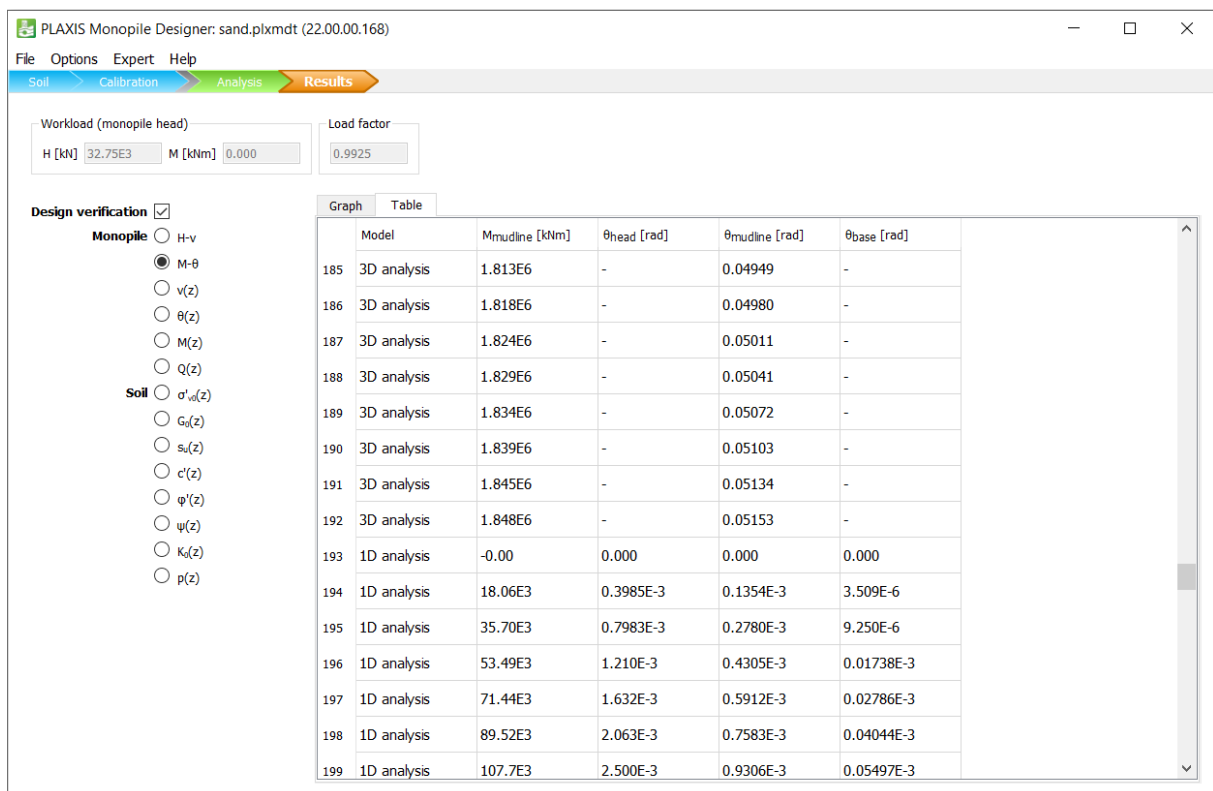 PLAXIS Monopile Designer: sand.plxmdt (22.00.00.168)
File Options Expert Help
Soil Calibration Analysis Results
Workload (monopile head) Load factor
H [kN] 32.75E3 M [kNm] 0.000 0.9925
Design verification
Monopile H-v
M-θ
v(z)
θ(z)
M(z)
Q(z)
Soil σ'v0(z)
G0(z)
su(z)
c'(z)
φ'(z)
ψ(z)
K0(z)
p(z)
Graph Table
Model Mmudline [kNm] θhead [rad] θmudline [rad] θbase [rad]
185 3D analysis 1.813E6 - 0.04949 -
186 3D analysis 1.818E6 - 0.04980 -
187 3D analysis 1.824E6 - 0.05011 -
188 3D analysis 1.829E6 - 0.05041 -
189 3D analysis 1.834E6 - 0.05072 -
190 3D analysis 1.839E6 - 0.05103 -
191 3D analysis 1.845E6 - 0.05134 -
192 3D analysis 1.848E6 - 0.05153 -
193 1D analysis -0.00 0.000 0.000 0.000
194 1D analysis 18.06E3 0.3985E-3 0.1354E-3 3.509E-6
195 1D analysis 35.70E3 0.7983E-3 0.2780E-3 9.250E-6
196 1D analysis 53.49E3 1.210E-3 0.4305E-3 0.01738E-3
197 1D analysis 71.44E3 1.632E-3 0.5912E-3 0.02786E-3
198 1D analysis 89.52E3 2.063E-3 0.7583E-3 0.04044E-3
199 1D analysis 107.7E3 2.500E-3 0.9306E-3 0.05497E-3